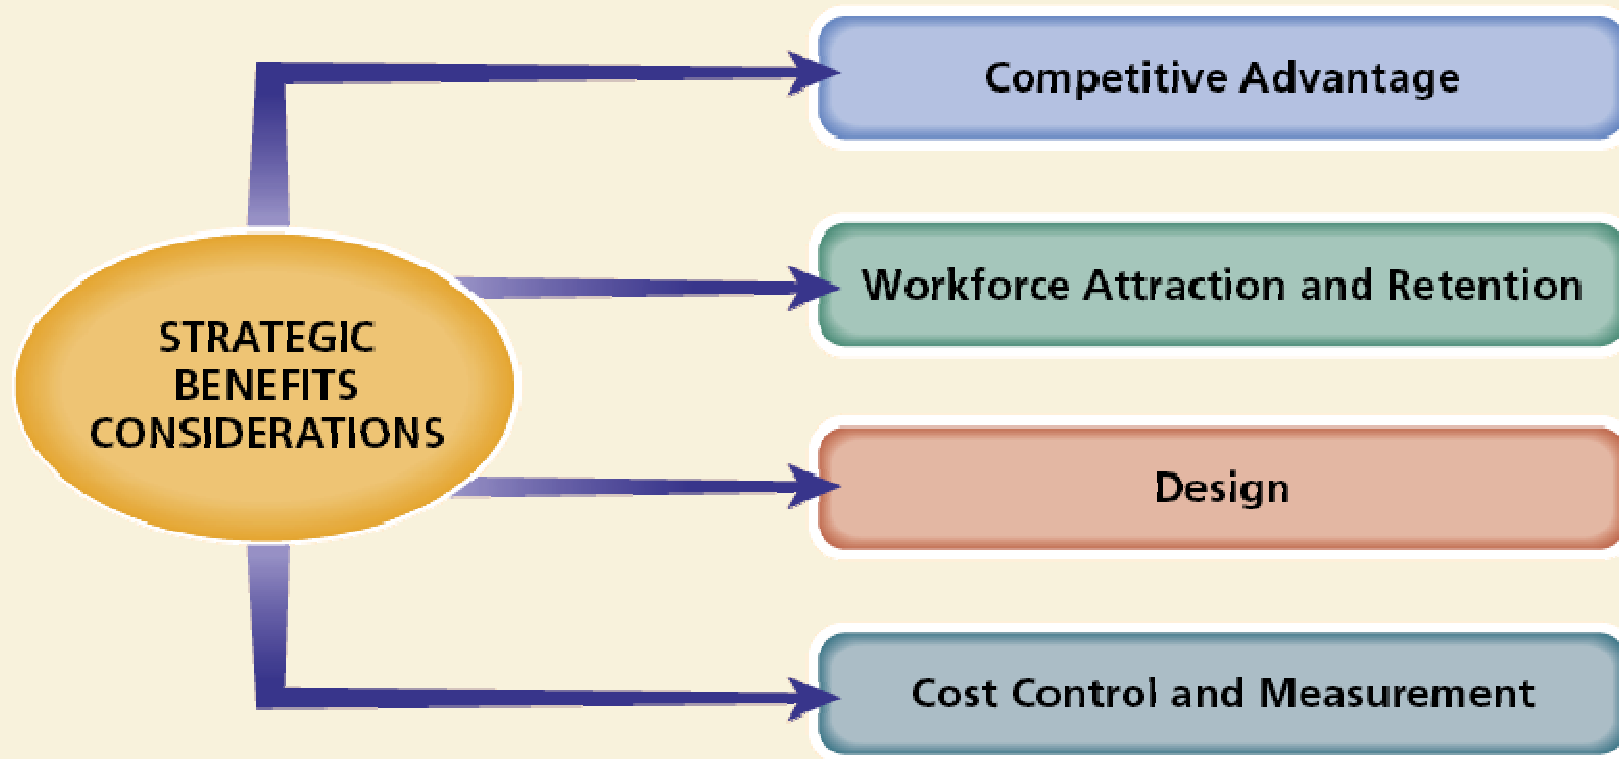 Competitive Advantage
Workforce Attraction and Retention
STRATEGIC
BENEFITS
CONSIDERATIONS
Design
Cost Control and Measurement